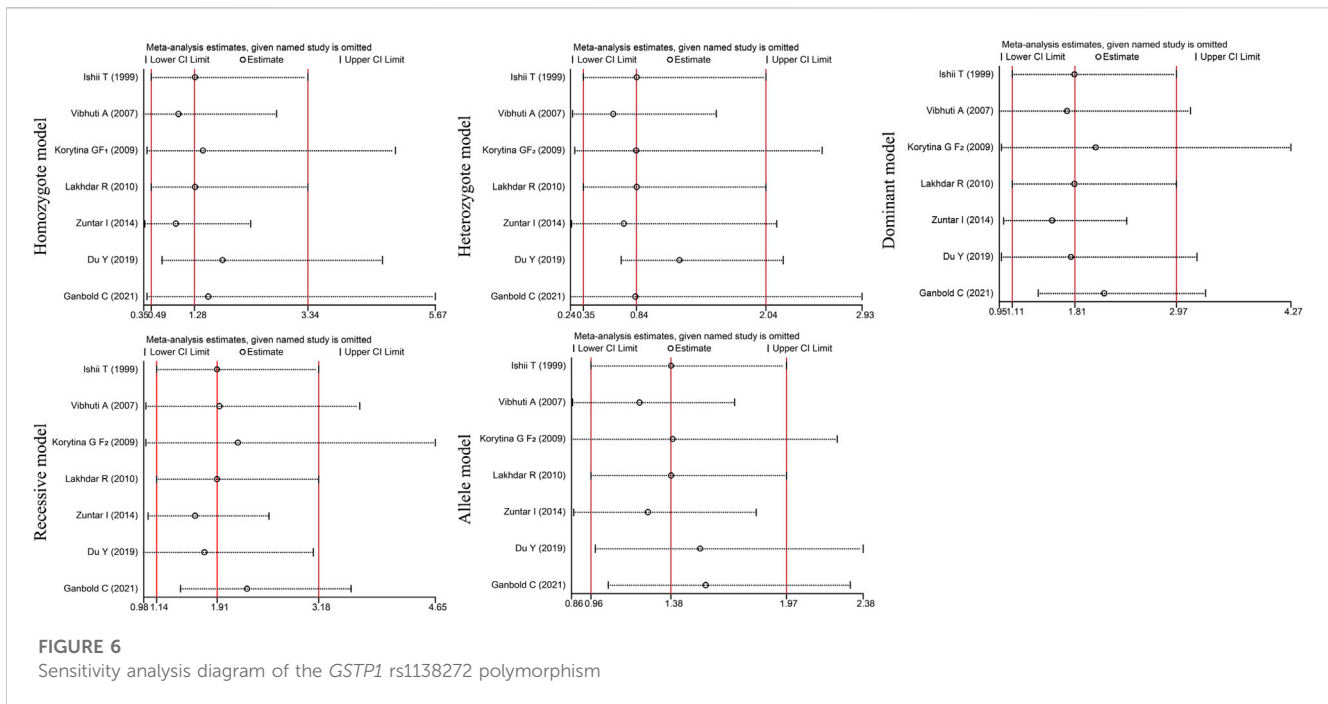 Meta-analysis estimates, given named study is omitted
Lower CI Limit Estimate Upper CI Limit
Homozygote model
Ishii T (1999)
Vibhuti A (2007)
Korytina GF₁ (2009)
Lakhdar R (2010)
Zuntar I (2014)
Du Y (2019)
Ganbold C (2021)
0.35 0.49 1.28 3.34 5.67
Meta-analysis estimates, given named study is omitted
Lower CI Limit Estimate Upper CI Limit
Heterozygote model
Ishii T (1999)
Vibhuti A (2007)
Korytina GF₂ (2009)
Lakhdar R (2010)
Zuntar I (2014)
Du Y (2019)
Ganbold C (2021)
0.24 0.35 0.84 2.04 2.93
Meta-analysis estimates, given named study is omitted
Lower CI Limit Estimate Upper CI Limit
Dominant model
Ishii T (1999)
Vibhuti A (2007)
Korytina G F₂ (2009)
Lakhdar R (2010)
Zuntar I (2014)
Du Y (2019)
Ganbold C (2021)
0.95 1.11 1.81 2.97 4.27
Meta-analysis estimates, given named study is omitted
Lower CI Limit Estimate Upper CI Limit
Recessive model
Ishii T (1999)
Vibhuti A (2007)
Korytina G F₂ (2009)
Lakhdar R (2010)
Zuntar I (2014)
Du Y (2019)
Ganbold C (2021)
0.98 1.14 1.91 3.18 4.65
Meta-analysis estimates, given named study is omitted
Lower CI Limit Estimate Upper CI Limit
Allele model
Ishii T (1999)
Vibhuti A (2007)
Korytina G F₂ (2009)
Lakhdar R (2010)
Zuntar I (2014)
Du Y (2019)
Ganbold C (2021)
0.86 0.96 1.38 1.97 2.38
FIGURE 6
Sensitivity analysis diagram of the GSTP1 rs1138272 polymorphism